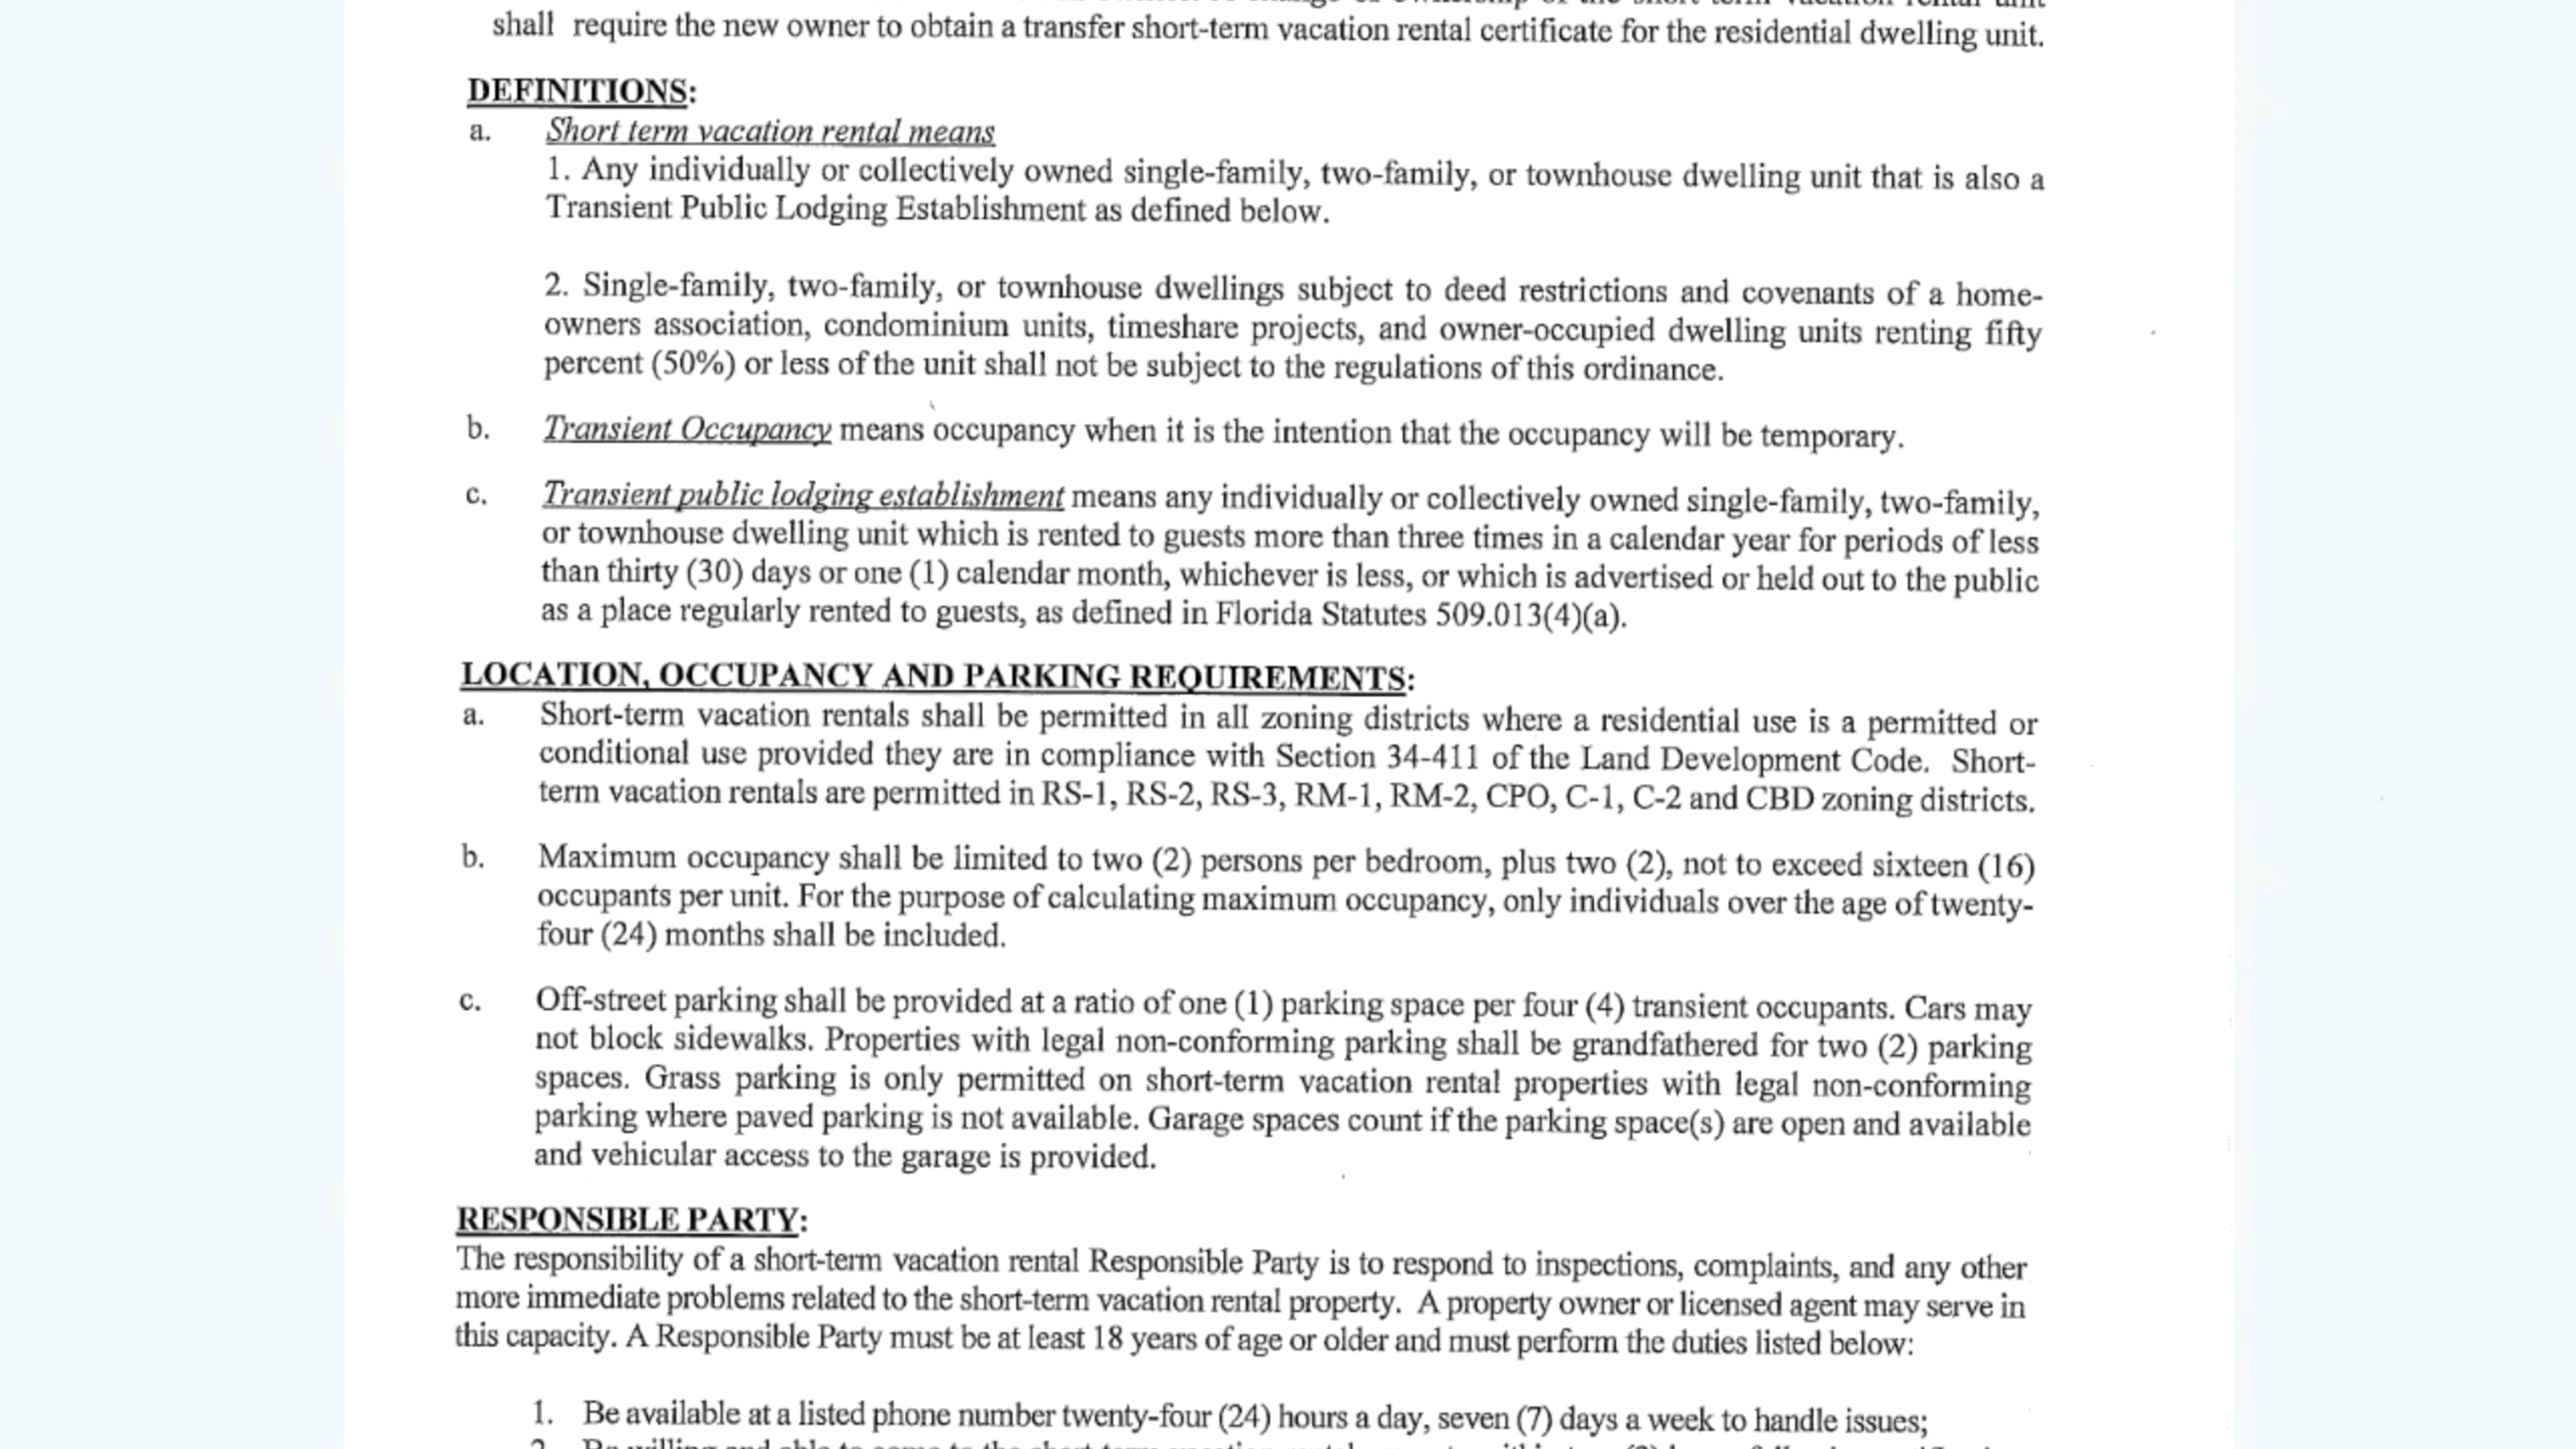 shall require the new owner to obtain a transfer short-term vacation rental certificate for the residential dwelling unit.
DEFINITIONS:
a. Short term vacation rental means
1. Any individually or collectively owned single-family, two-family, or townhouse dwelling unit that is also a
Transient Public Lodging Establishment as defined below.
2. Single-family, two-family, or townhouse dwellings subject to deed restrictions and covenants of a home-
owners association, condominium units, timeshare projects, and owner-occupied dwelling units renting fifty
percent (50%) or less of the unit shall not be subject to the regulations of this ordinance.
b. Transient Occupancy means occupancy when it is the intention that the occupancy will be temporary.
c. Transient public lodging establishment means any individually or collectively owned single-family, two-family,
or townhouse dwelling unit which is rented to guests more than three times in a calendar year for periods of less
than thirty (30) days or one (1) calendar month, whichever is less, or which is advertised or held out to the public
as a place regularly rented to guests, as defined in Florida Statutes 509.013(4)(a).
LOCATION, OCCUPANCY AND PARKING REQUIREMENTS:
a. Short-term vacation rentals shall be permitted in all zoning districts where a residential use is a permitted or
conditional use provided they are in compliance with Section 34-411 of the Land Development Code. Short-
term vacation rentals are permitted in RS-1, RS-2, RS-3, RM-1, RM-2, CPO, C-1, C-2 and CBD zoning districts.
b. Maximum occupancy shall be limited to two (2) persons per bedroom, plus two (2), not to exceed sixteen (16)
occupants per unit. For the purpose of calculating maximum occupancy, only individuals over the age of twenty-
four (24) months shall be included.
c. Off-street parking shall be provided at a ratio of one (1) parking space per four (4) transient occupants. Cars may
not block sidewalks. Properties with legal non-conforming parking shall be grandfathered for two (2) parking
spaces. Grass parking is only permitted on short-term vacation rental properties with legal non-conforming
parking where paved parking is not available. Garage spaces count if the parking space(s) are open and available
and vehicular access to the garage is provided.
RESPONSIBLE PARTY:
The responsibility of a short-term vacation rental Responsible Party is to respond to inspections, complaints, and any other
more immediate problems related to the short-term vacation rental property. A property owner or licensed agent may serve in
this capacity. A Responsible Party must be at least 18 years of age or older and must perform the duties listed below:
1. Be available at a listed phone number twenty-four (24) hours a day, seven (7) days a week to handle issues;